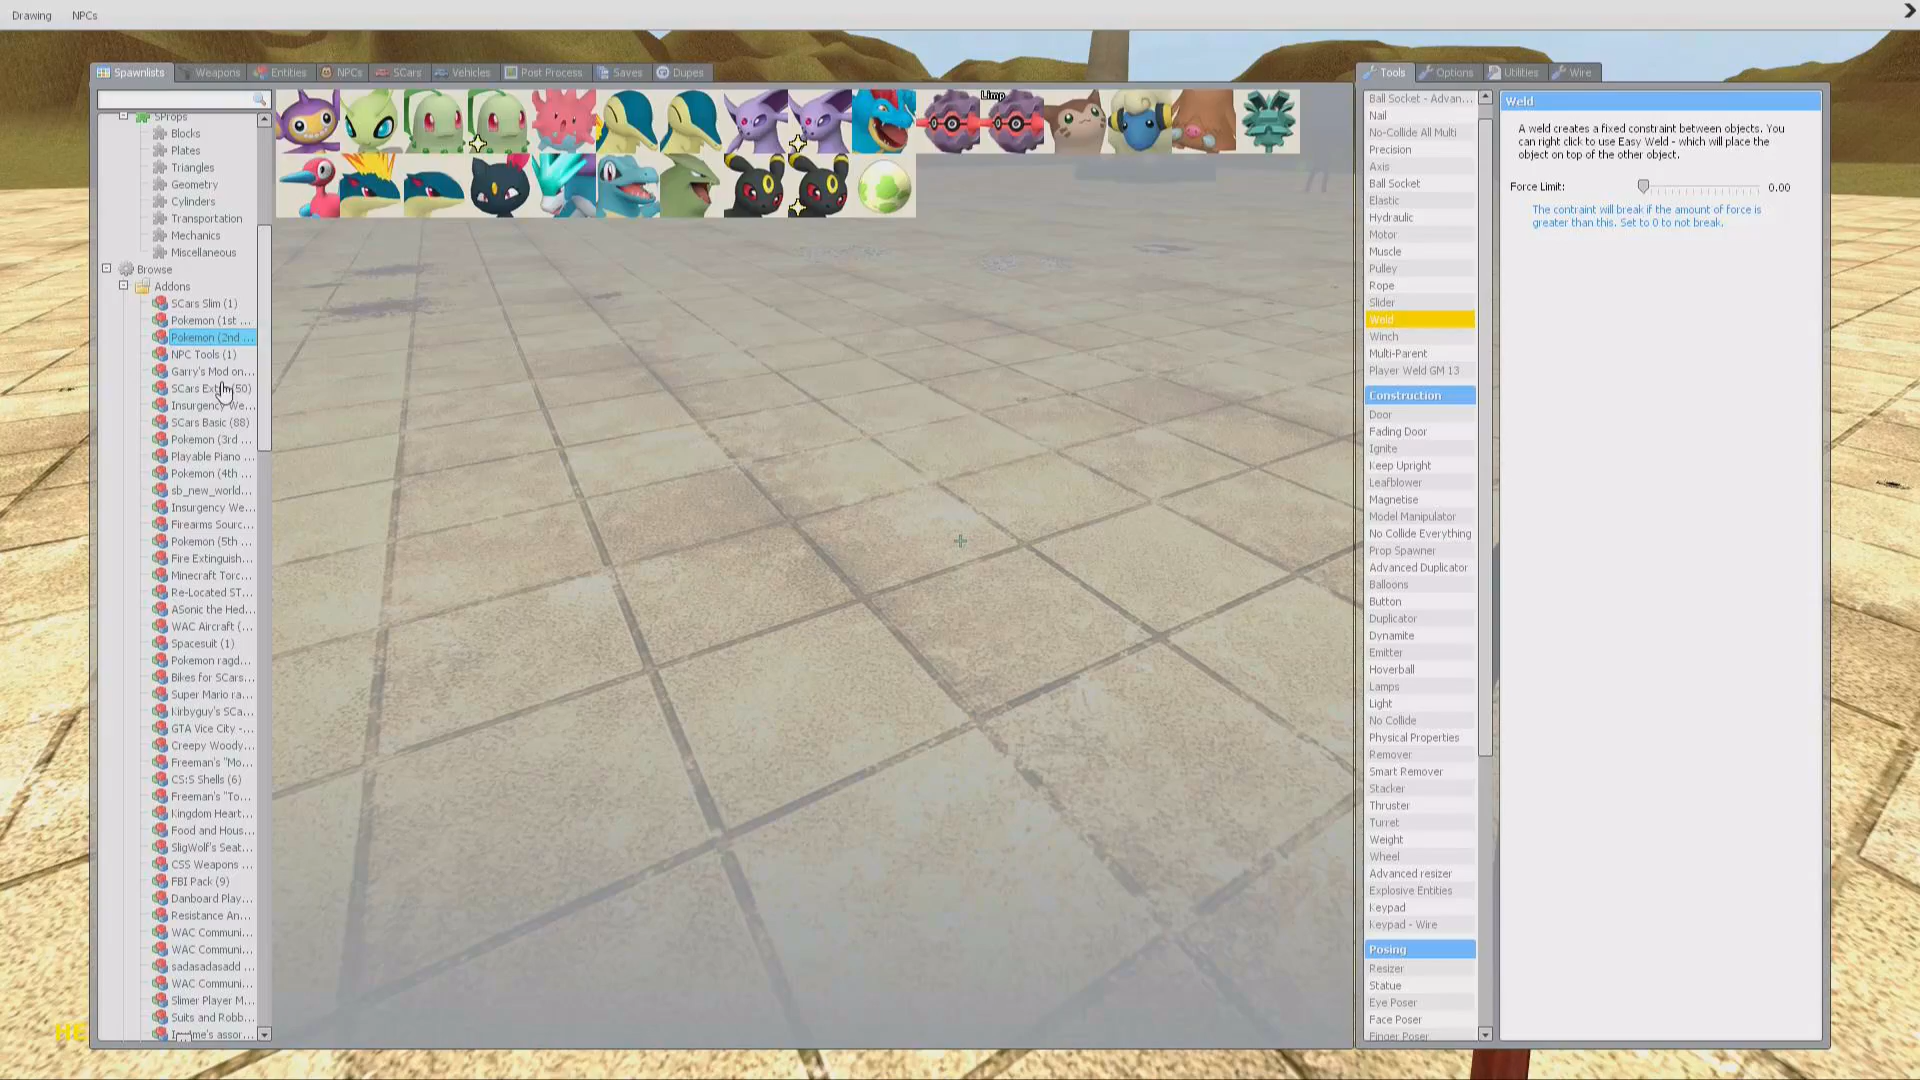 Drawing NPCs
Spawnlists Weapons Entities NPCs SCars Vehicles Post Process Saves Dupes
Tools Options Utilities Wire
SProps
Blocks
Plates
Triangles
Geometry
Cylinders
Transportation
Mechanics
Miscellaneous
Browse
Addons
SCars Slim (1)
Pokemon (1st ...
Pokemon (2nd ...
NPC Tools (1)
Garry's Mod on...
SCars Ext (50)
Insurgency We...
SCars Basic (88)
Pokemon (3rd ...
Playable Piano ...
Pokemon (4th ...
sb_new_world...
Insurgency We...
Firearms Sourc...
Pokemon (5th ...
Fire Extinguish...
Minecraft Torc...
Re-Located ST...
ASonic the Hed...
WAC Aircraft (...
Spacesuit (1)
Pokemon ragd...
Bikes for SCars...
Super Mario ra...
Kirbyguy's SCa...
GTA Vice City -...
Creepy Woody...
Freeman's "Mo...
CS:S Shells (6)
Freeman's "To...
Kingdom Heart...
Food and Hous...
SligWolf's Seat...
CSS Weapons ...
FBI Pack (9)
Danboard Play...
Resistance An...
WAC Communi...
WAC Communi...
sadasadasadd ...
WAC Communi...
Slimer Player M...
Suits and Robb...
assor...
HE
Limp
Ball Socket - Advan...
Nail
No-Collide All Multi
Precision
Axis
Ball Socket
Elastic
Hydraulic
Motor
Muscle
Pulley
Rope
Slider
Weld
Winch
Multi-Parent
Player Weld GM 13
Construction
Door
Fading Door
Ignite
Keep Upright
Leafblower
Magnetise
Model Manipulator
No Collide Everything
Prop Spawner
Advanced Duplicator
Balloons
Button
Duplicator
Dynamite
Emitter
Hoverball
Lamps
Light
No Collide
Physical Properties
Remover
Smart Remover
Stacker
Thruster
Turret
Weight
Wheel
Advanced resizer
Explosive Entities
Keypad
Keypad - Wire
Posing
Resizer
Statue
Eye Poser
Face Poser
Finger Poser
Weld
A weld creates a fixed constraint between objects. You
can right click to use Easy Weld - which will place the
object on top of the other object.
Force Limit: 0.00
The contraint will break if the amount of force is
greater than this. Set to 0 to not break.